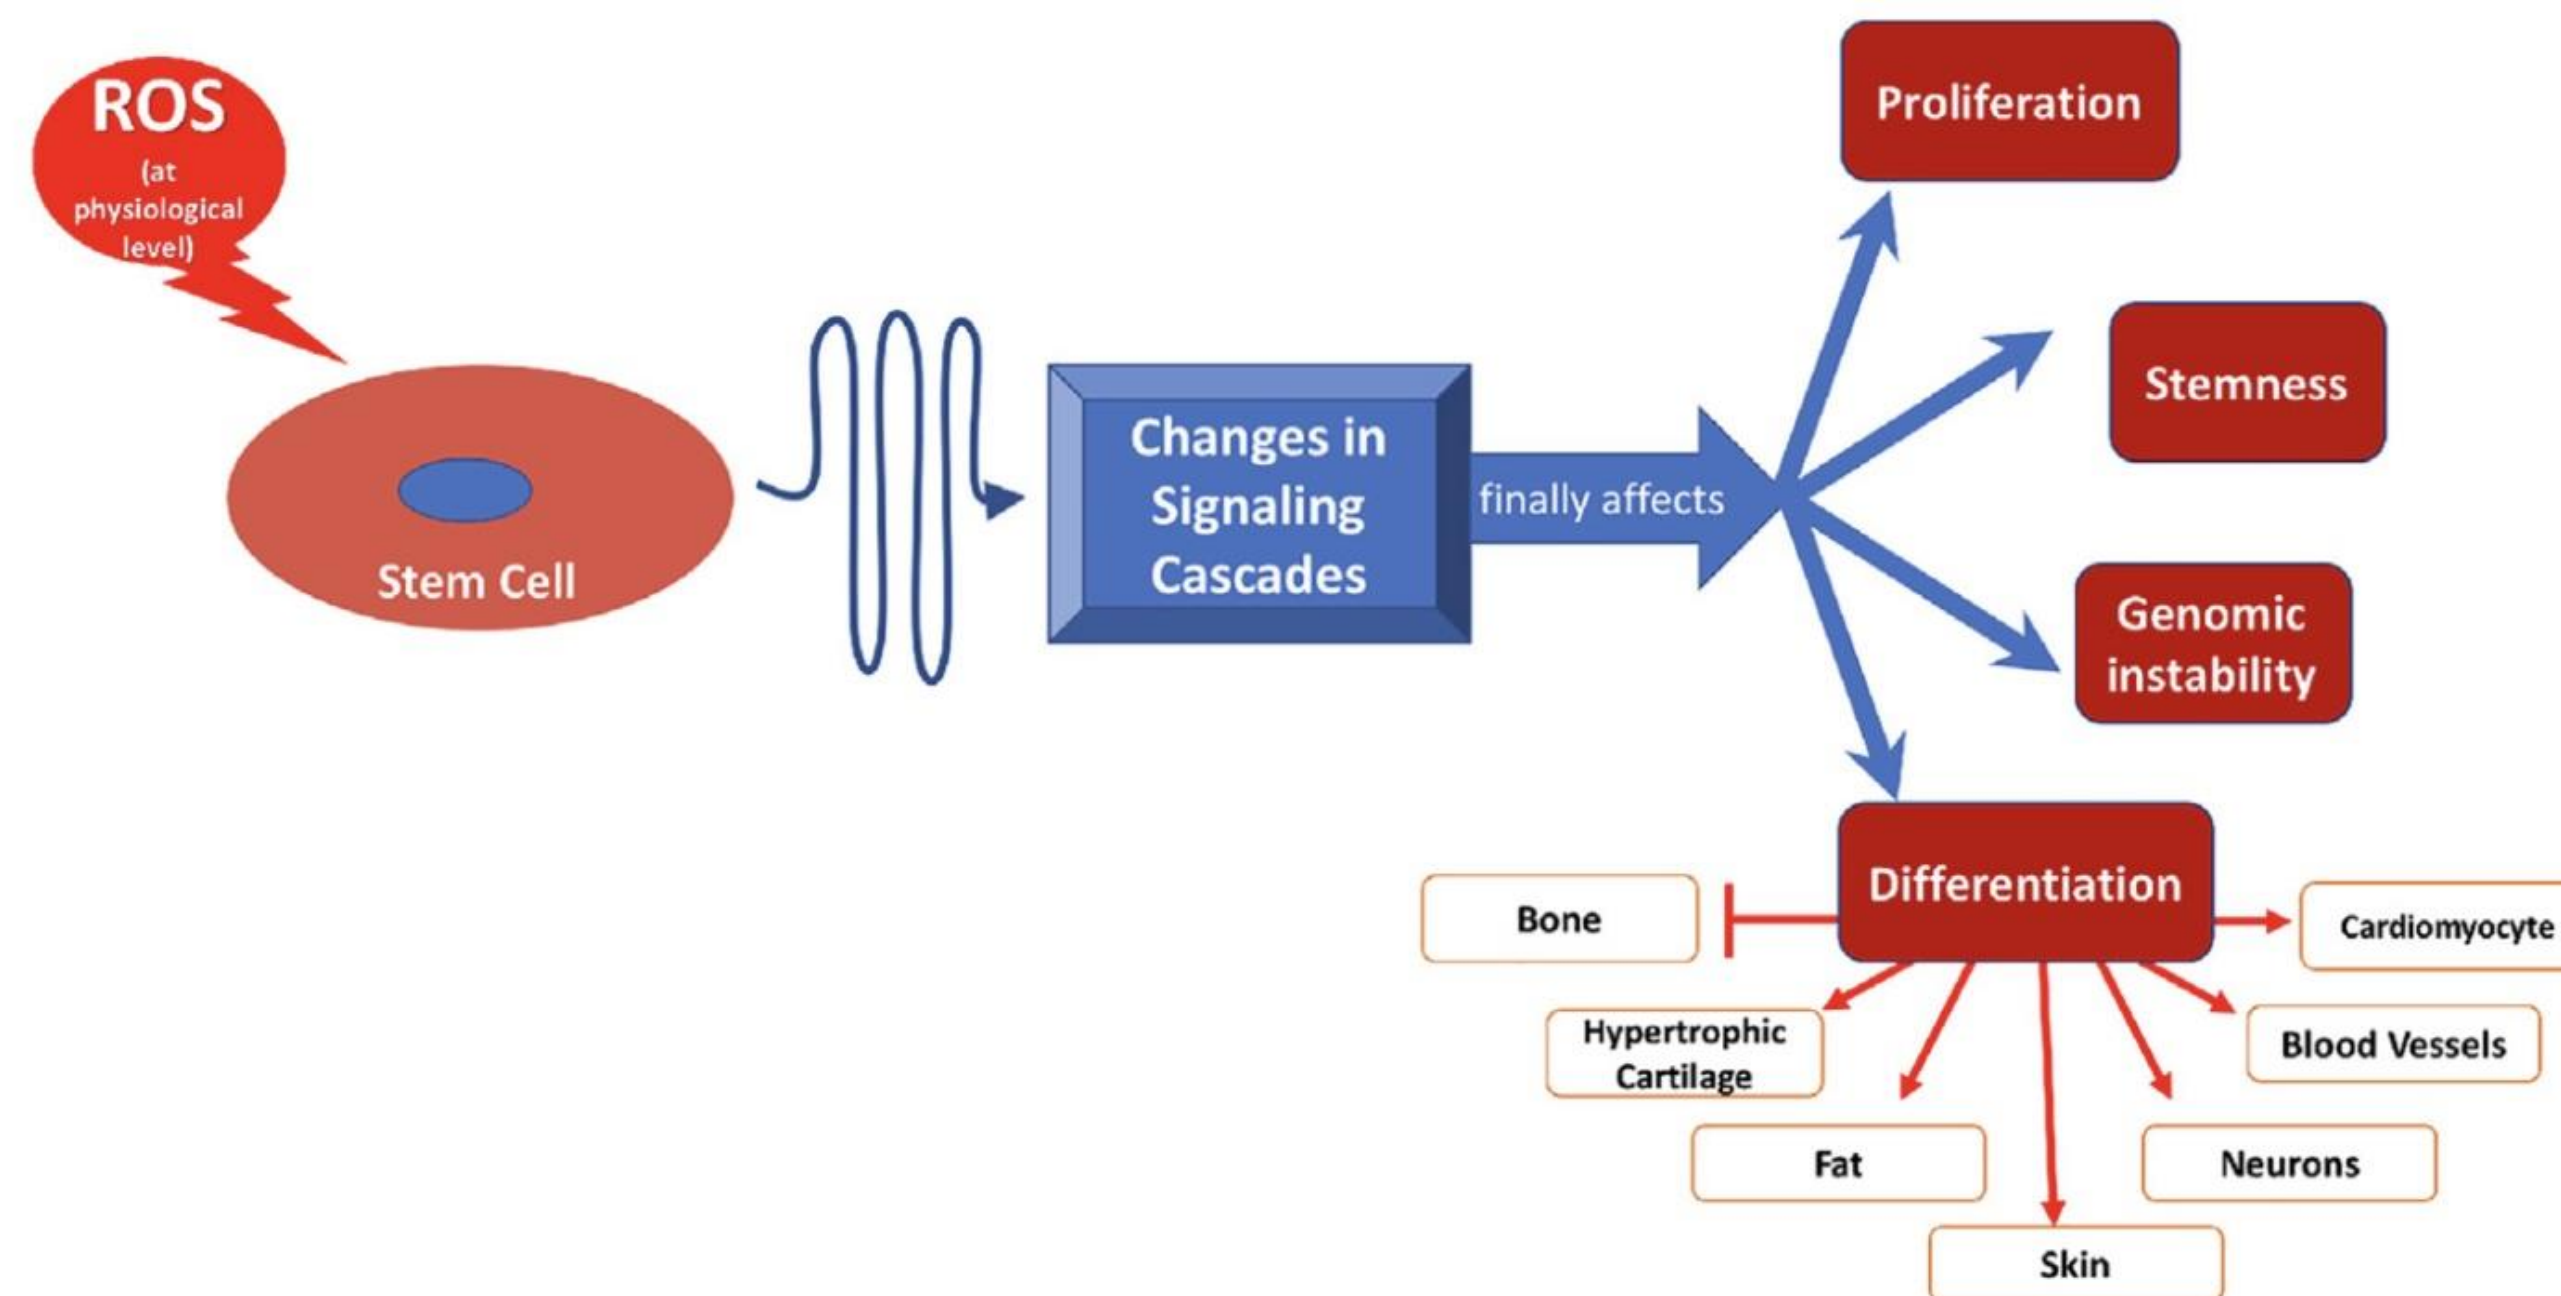 ROS
(at
physiological
level)
Stem Cell
Changes in
Signaling
Cascades
finally affects
Proliferation
Stemness
Genomic
instability
Differentiation
Bone
Cardiomyocyte
Hypertrophic
Cartilage
Blood Vessels
Fat
Neurons
Skin